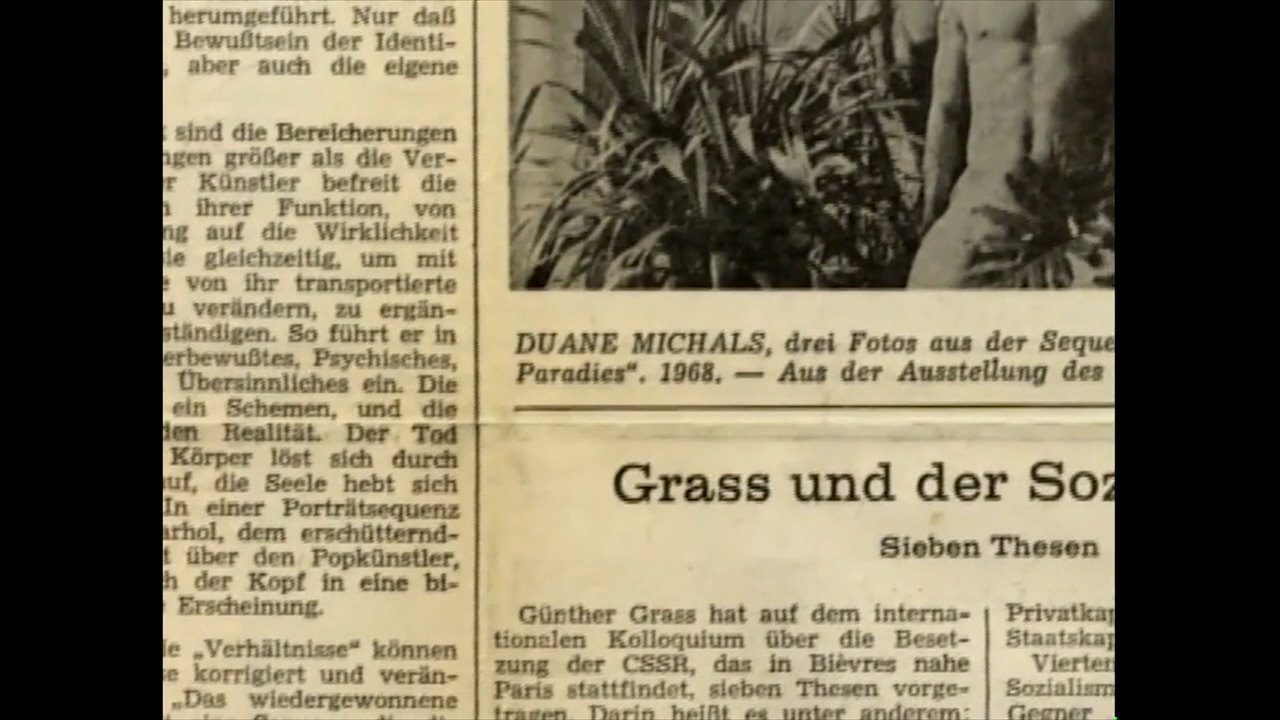 herumgeführt. Nur daß
Bewußtsein der Identi-
, aber auch die eigene
sind die Bereicherungen
ngen größer als die Ver-
r Künstler befreit die
ihrer Funktion, von
ng auf die Wirklichkeit
ie gleichzeitig, um mit
von ihr transportierte
u verändern, zu ergän-
ständigen. So führt er in
erbewußtes, Psychisches,
Übersinnliches ein. Die
ein Schemen, und die
den Realität. Der Tod
Körper löst sich durch
uf, die Seele hebt sich
In einer Porträtsequenz
arhol, dem erschütternd-
t über den Popkünstler,
h der Kopf in eine bi-
Erscheinung.
ie „Verhältnisse“ können
e korrigiert und verän-
„Das wiedergewonnene
DUANE MICHALS, drei Fotos aus der Seque
Paradies“. 1968. — Aus der Ausstellung des
Grass und der Soz
Sieben Thesen
Günther Grass hat auf dem interna-
tionalen Kolloquium über die Beset-
zung der CSSR, das in Bièvres nahe
Paris stattfindet, sieben Thesen vorge-
tragen. Darin heißt es unter anderem:
Privatkap
Staatskap
Vierten
Sozialism
Gegner